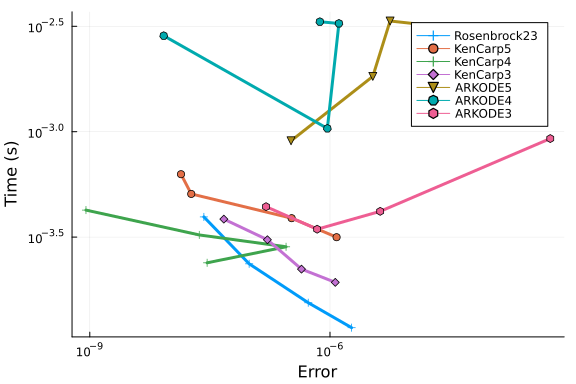 10^−2.5
10^−3.0
10^−3.5
Time (s)
10^−9
10^−6
Error
Rosenbrock23
KenCarp5
KenCarp4
KenCarp3
ARKODE5
ARKODE4
ARKODE3